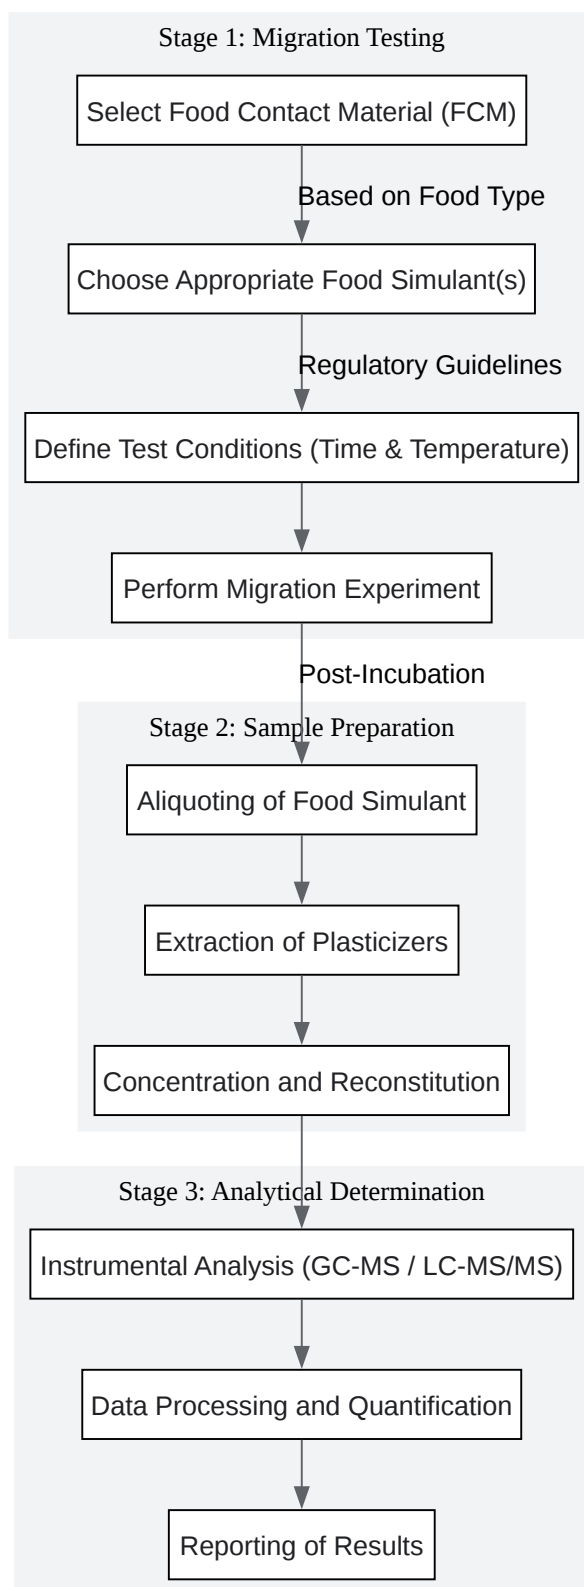 Stage 1: Migration Testing
Select Food Contact Material (FCM)
Based on Food Type
Choose Appropriate Food Simulant(s)
Regulatory Guidelines
Define Test Conditions (Time & Temperature)
Perform Migration Experiment
Post-Incubation
Stage 2: Sample Preparation
Aliquoting of Food Simulant
Extraction of Plasticizers
Concentration and Reconstitution
Stage 3: Analytical Determination
Instrumental Analysis (GC-MS / LC-MS/MS)
Data Processing and Quantification
Reporting of Results